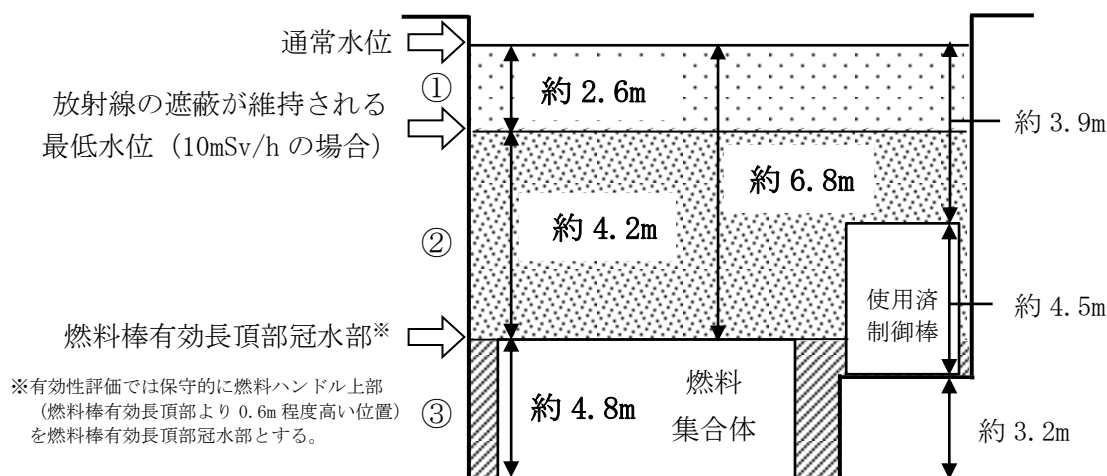 通常水位
①
約 2.6m
放射線の遮蔽が維持される
最低水位（10mSv/h の場合）
約 3.9m
約 6.8m
②
約 4.2m
使用済
制御棒
約 4.5m
燃料棒有効長頂部冠水部※
※有効性評価では保守的に燃料ハンドル上部
（燃料棒有効長頂部より 0.6m 程度高い位置）
を燃料棒有効長頂部冠水部とする。
③
約 4.8m
燃料
集合体
約 3.2m